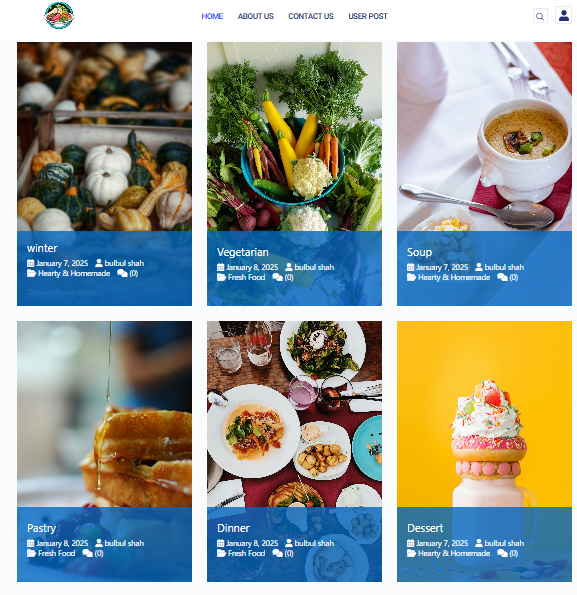 HOME ABOUT US CONTACT US USER POST
winter
January 7, 2025 bulbul shah
Hearty & Homemade (0)
Vegetarian
January 8, 2025 bulbul shah
Fresh Food (0)
Soup
January 7, 2025 bulbul shah
Hearty & Homemade (0)
Pastry
January 8, 2025 bulbul shah
Fresh Food (0)
Dinner
January 8, 2025 bulbul shah
Fresh Food (0)
Dessert
January 7, 2025 bulbul shah
Hearty & Homemade (0)